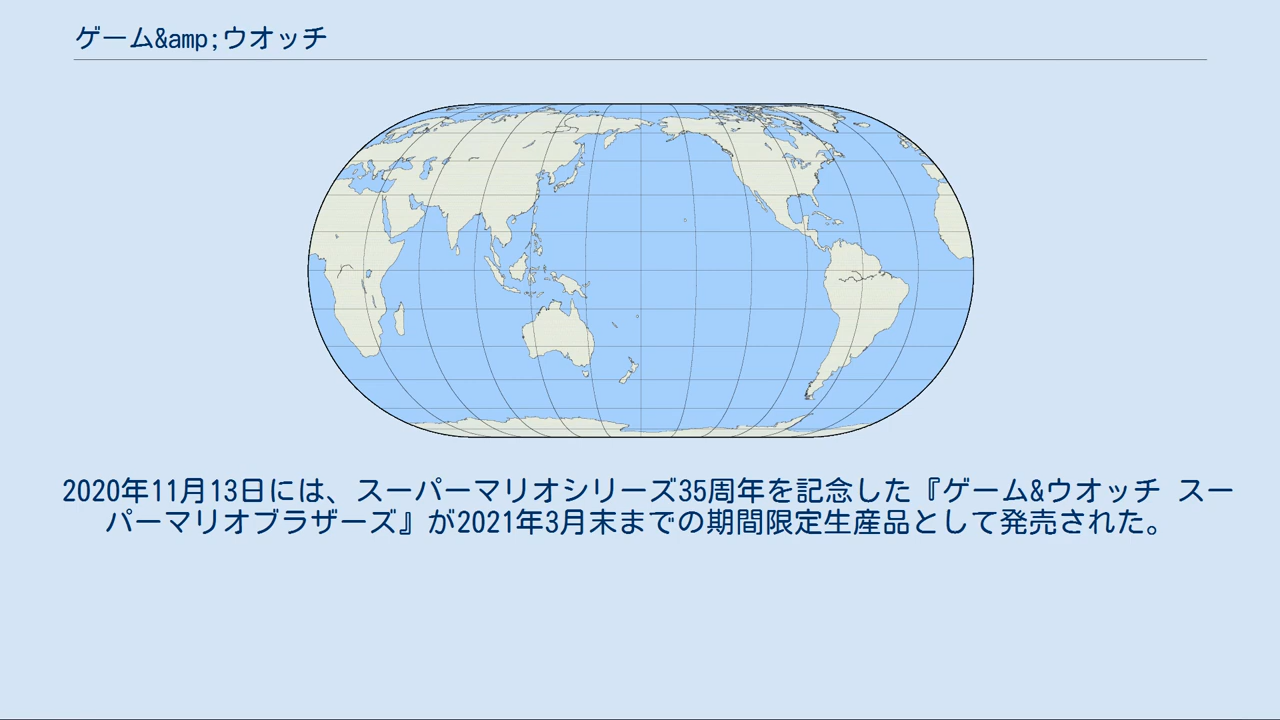 ゲーム&amp;ウオッチ
2020年11月13日には、スーパーマリオシリーズ35周年を記念した『ゲーム&ウオッチ スー
パーマリオブラザーズ』が2021年3月末までの期間限定生産品として発売された。